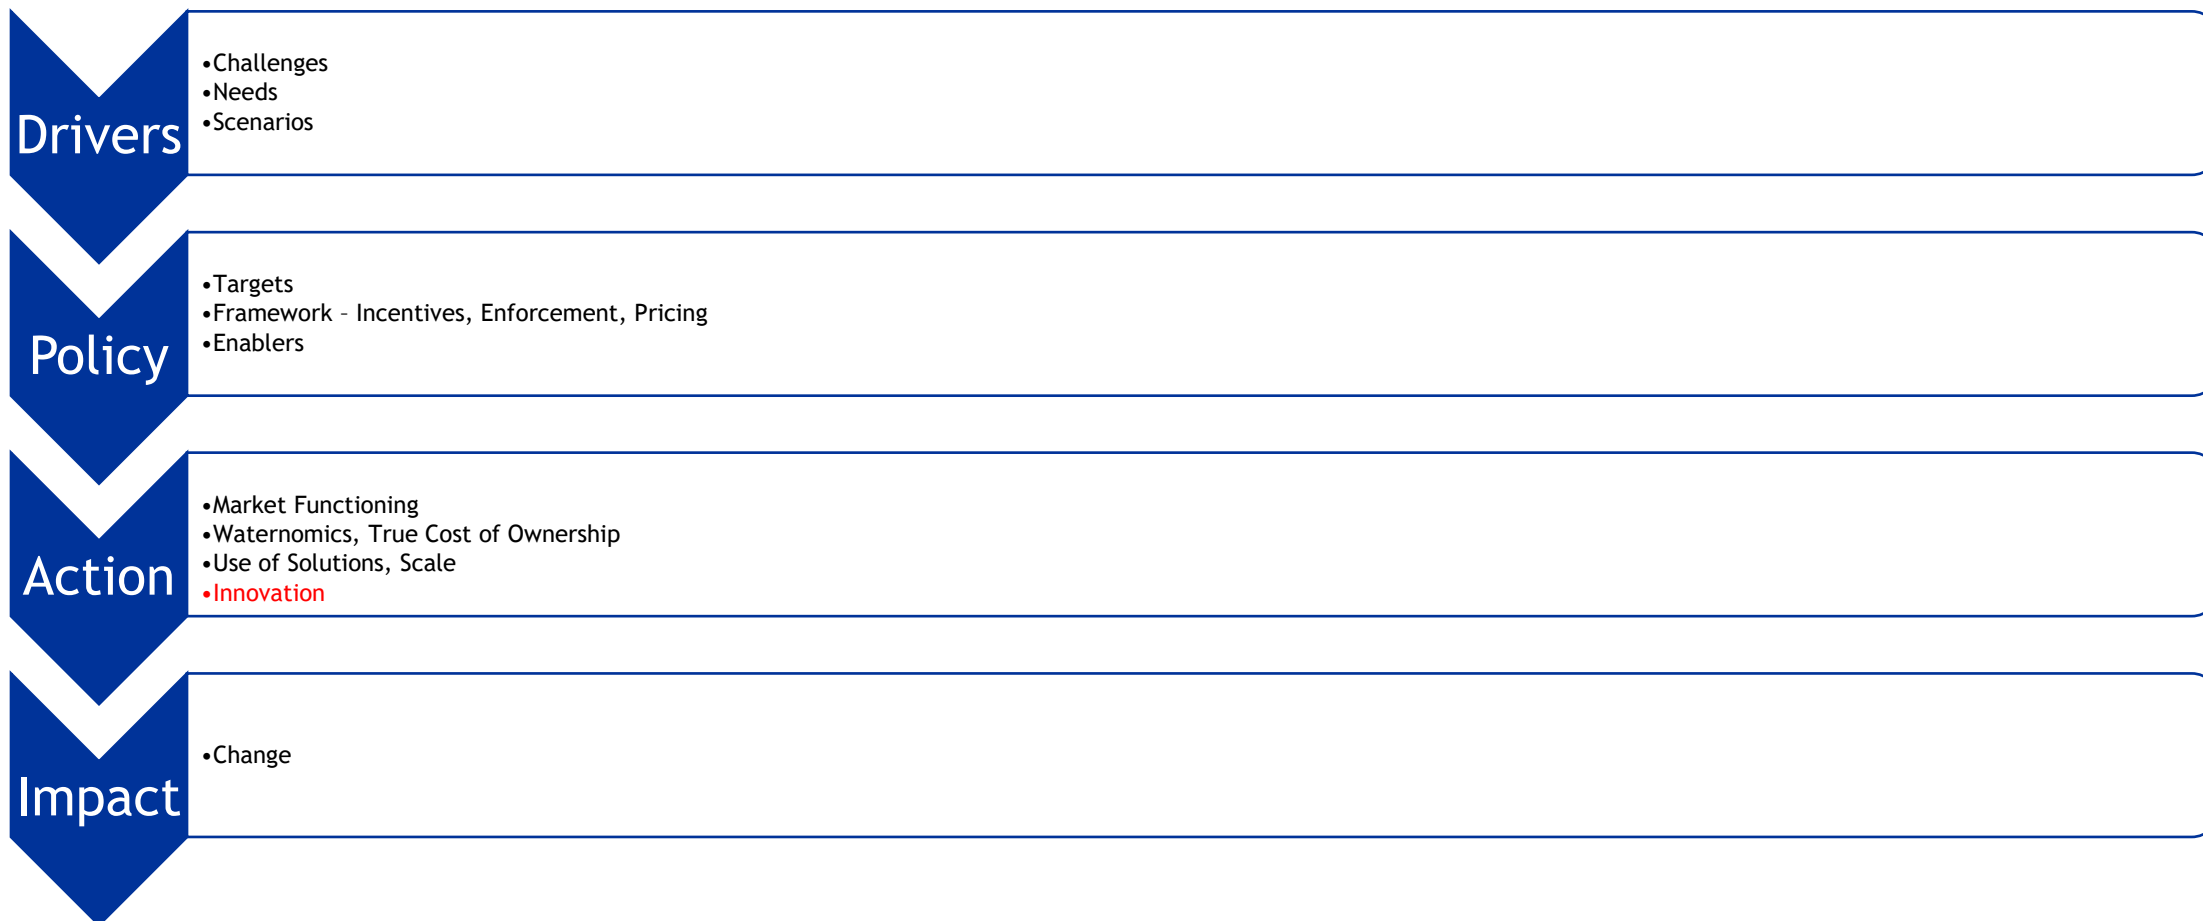 Drivers
•Challenges
•Needs
•Scenarios
Policy
•Targets
•Framework – Incentives, Enforcement, Pricing
•Enablers
Action
•Market Functioning
•Waternomics, True Cost of Ownership
•Use of Solutions, Scale
•Innovation
Impact
•Change